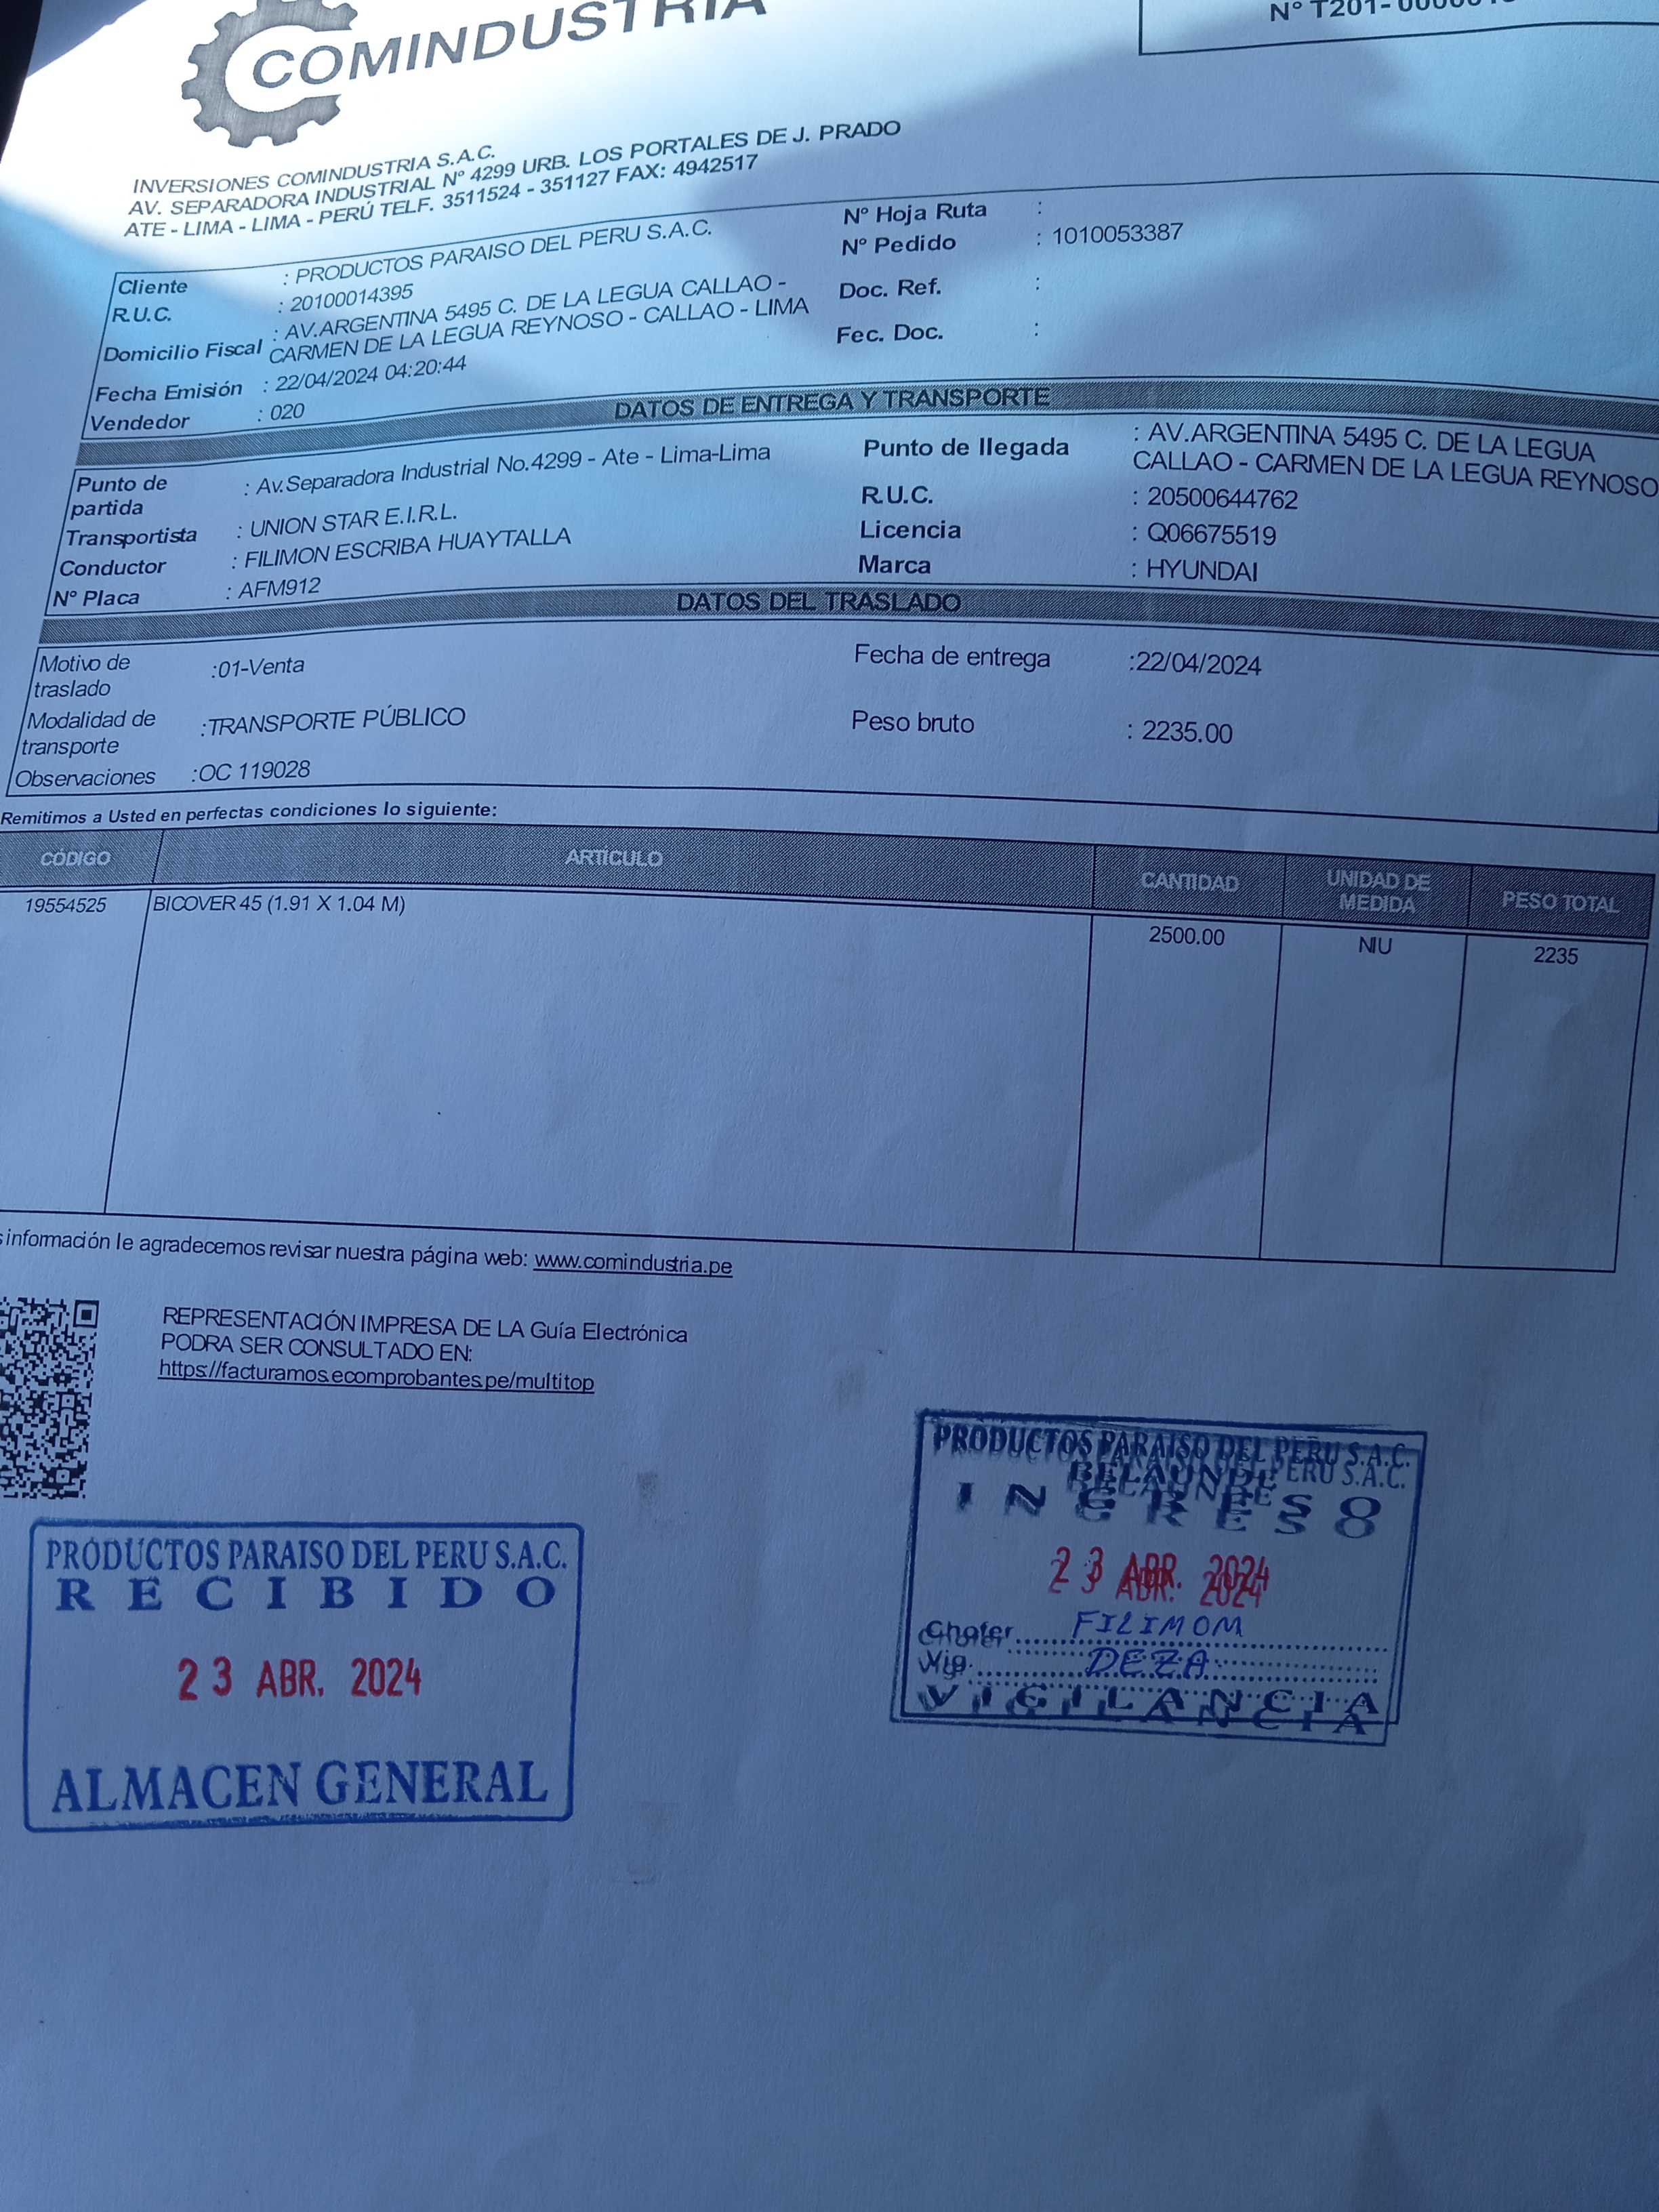 COMINDUSTRIA
Nº T201-
INVERSIONES COMINDUSTRIA S.A.C.
AV. SEPARADORA INDUSTRIAL Nº 4299 URB. LOS PORTALES DE J. PRADO
ATE - LIMA - LIMA - PERÚ TELF. 3511524 - 351127 FAX: 4942517
Cliente : PRODUCTOS PARAISO DEL PERU S.A.C.
R.U.C. : 20100014395
Domicilio Fiscal : AV.ARGENTINA 5495 C. DE LA LEGUA CALLAO -
CARMEN DE LA LEGUA REYNOSO - CALLAO - LIMA
Fecha Emisión : 22/04/2024 04:20:44
Vendedor : 020
Nº Hoja Ruta :
Nº Pedido : 1010053387
Doc. Ref. :
Fec. Doc. :
DATOS DE ENTREGA Y TRANSPORTE
Punto de
partida : Av.Separadora Industrial No.4299 - Ate - Lima-Lima
Transportista : UNION STAR E.I.R.L.
Conductor : FILIMON ESCRIBA HUAYTALLA
Nº Placa : AFM912
Punto de llegada : AV.ARGENTINA 5495 C. DE LA LEGUA
CALLAO - CARMEN DE LA LEGUA REYNOSO
R.U.C. : 20500644762
Licencia : Q06675519
Marca : HYUNDAI
DATOS DEL TRASLADO
Motivo de
traslado :01-Venta
Fecha de entrega :22/04/2024
Modalidad de
transporte :TRANSPORTE PÚBLICO
Peso bruto : 2235.00
Observaciones :OC 119028
Remitimos a Usted en perfectas condiciones lo siguiente:
CÓDIGO ARTÍCULO CANTIDAD UNIDAD DE MEDIDA PESO TOTAL
19554525 BICOVER 45 (1.91 X 1.04 M) 2500.00 NIU 2235
información le agradecemos revisar nuestra página web: www.comindustria.pe
REPRESENTACIÓN IMPRESA DE LA Guía Electrónica
PODRA SER CONSULTADO EN:
https://facturamos.ecomprobantes.pe/multitop
PRODUCTOS PARAISO DEL PERU S.A.C.
RECIBIDO
23 ABR. 2024
ALMACEN GENERAL
PRODUCTOS PARAISO DEL PERU S.A.C.
BELAUNDE
INGRESO
23 ABR. 2024
Chofer FILIMOM
Vig. DEZA
VIGILANCIA